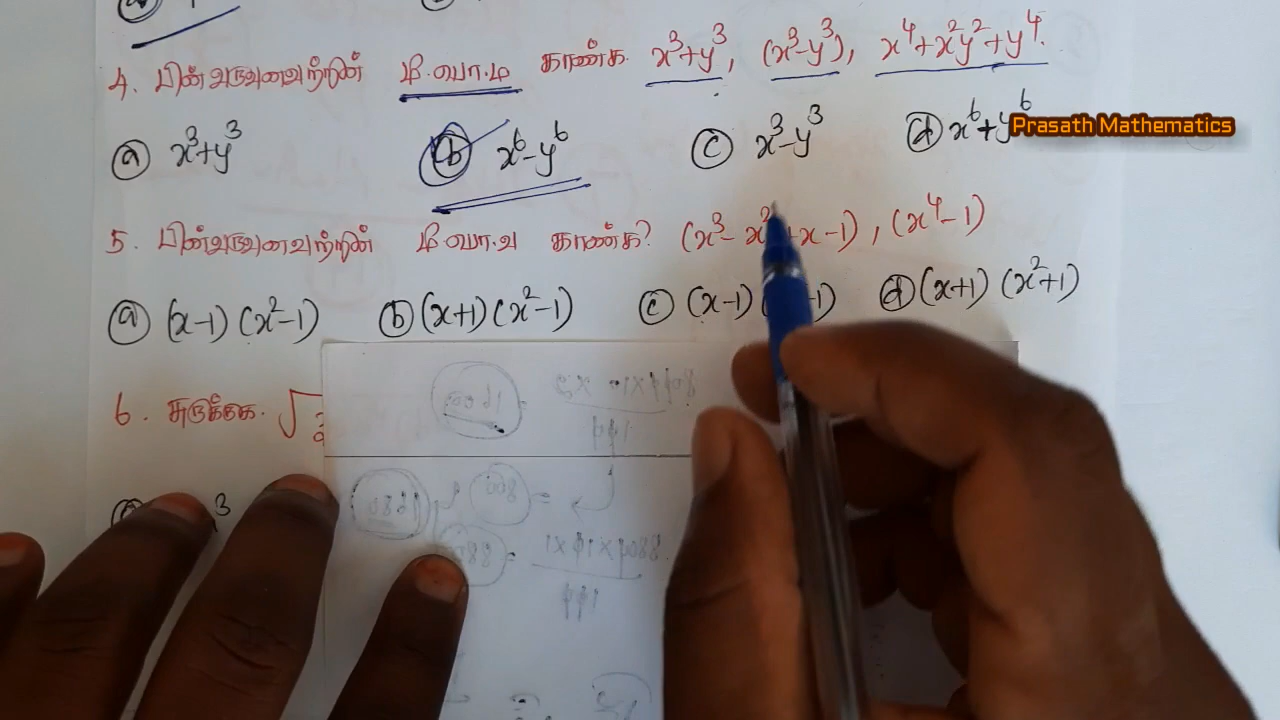 4. பின்வருவனவற்றின் மீ.பொ.ம காண்க. x³+y³, (x³-y³), x⁴+x²y²+y⁴.
ⓐ x³+y³ ⓑ x⁶-y⁶ ⓒ x³-y³ ⓓ x⁶+y⁶
Prasath Mathematics
5. பின்வருவனவற்றின் மீ.பொ.வ காண்க? (x³-x²+x-1), (x⁴-1)
ⓐ (x-1) (x²-1) ⓑ (x+1) (x²-1) ⓒ (x-1) ⓓ (x+1) (x²+1)
6. சுருக்குக. √